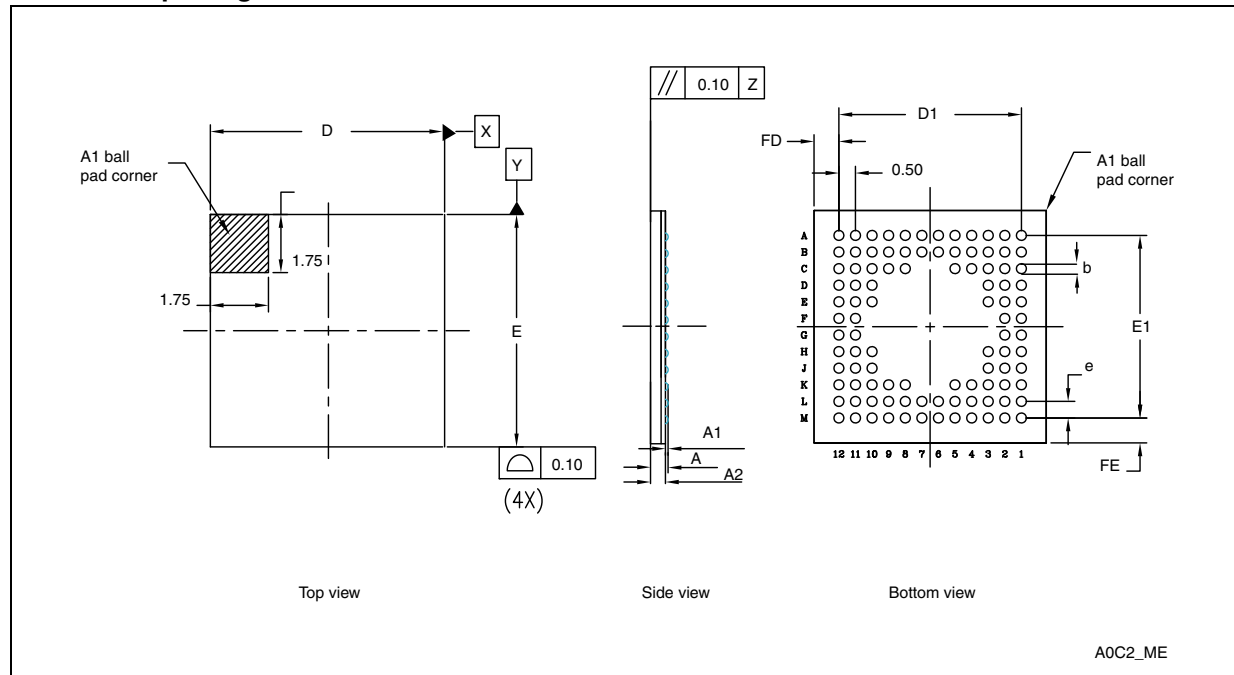 // 0.10 Z
D
X
Y
A1 ball
pad corner
1.75
1.75
E
0.10
(4X)
A1
A
A2
D1
FD
0.50
A1 ball
pad corner
A
B
C
D
E
F
G
H
J
K
L
M
b
E1
e
FE
12 11 10 9 8 7 6 5 4 3 2 1
Top view
Side view
Bottom view
A0C2_ME